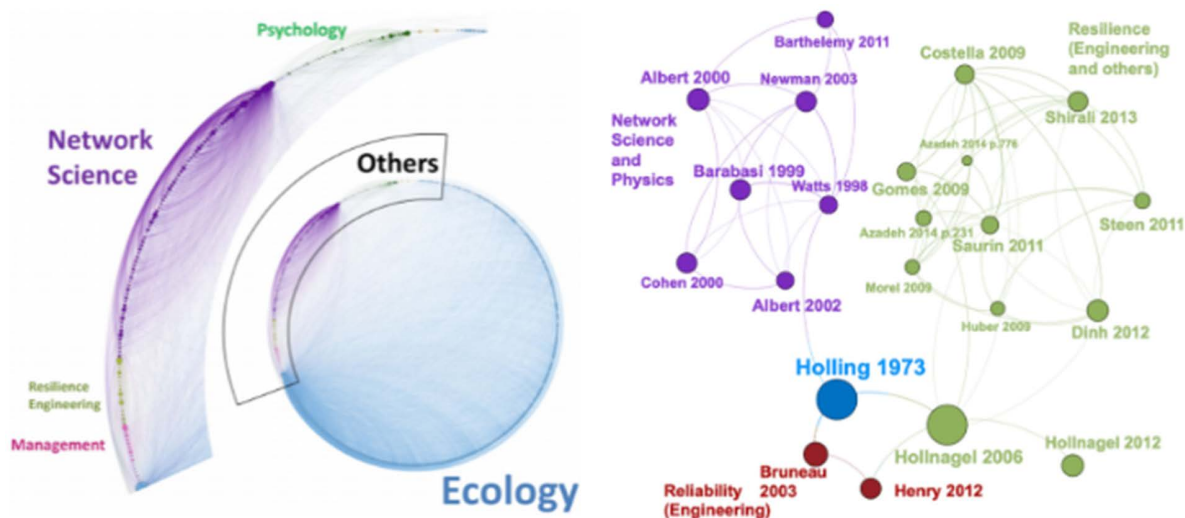 Psychology
Network
Science
Others
Resilience
Engineering
Management
Ecology
Barthelemy 2011
Albert 2000
Newman 2003
Network
Science
and
Physics
Barabasi 1999
Watts 1998
Cohen 2000
Albert 2002
Costella 2009
Resilience
(Engineering
and others)
Shirali 2013
Azadeh 2014 p.776
Gomes 2009
Steen 2011
Azadeh 2014 p.231
Saurin 2011
Morel 2009
Huber 2009
Dinh 2012
Holling 1973
Hollnagel 2006
Hollnagel 2012
Bruneau
2003
Reliability
(Engineering)
Henry 2012